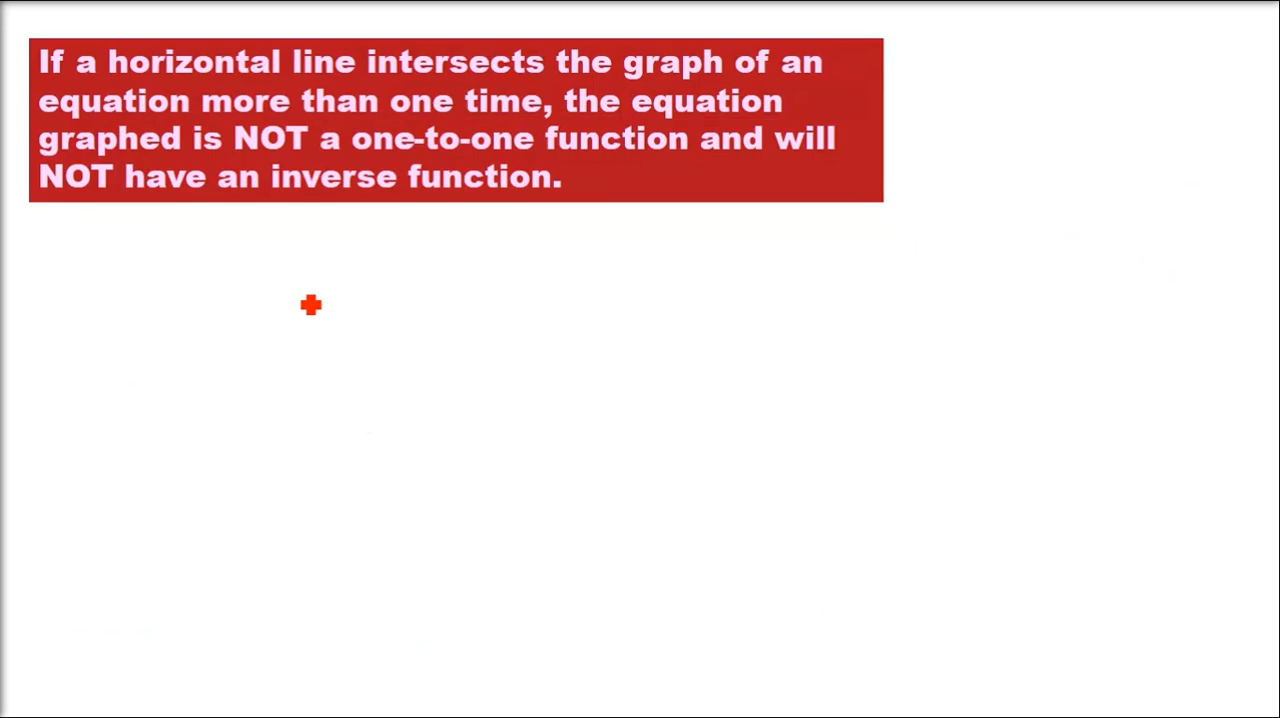 If a horizontal line intersects the graph of an
equation more than one time, the equation
graphed is NOT a one-to-one function and will
NOT have an inverse function.